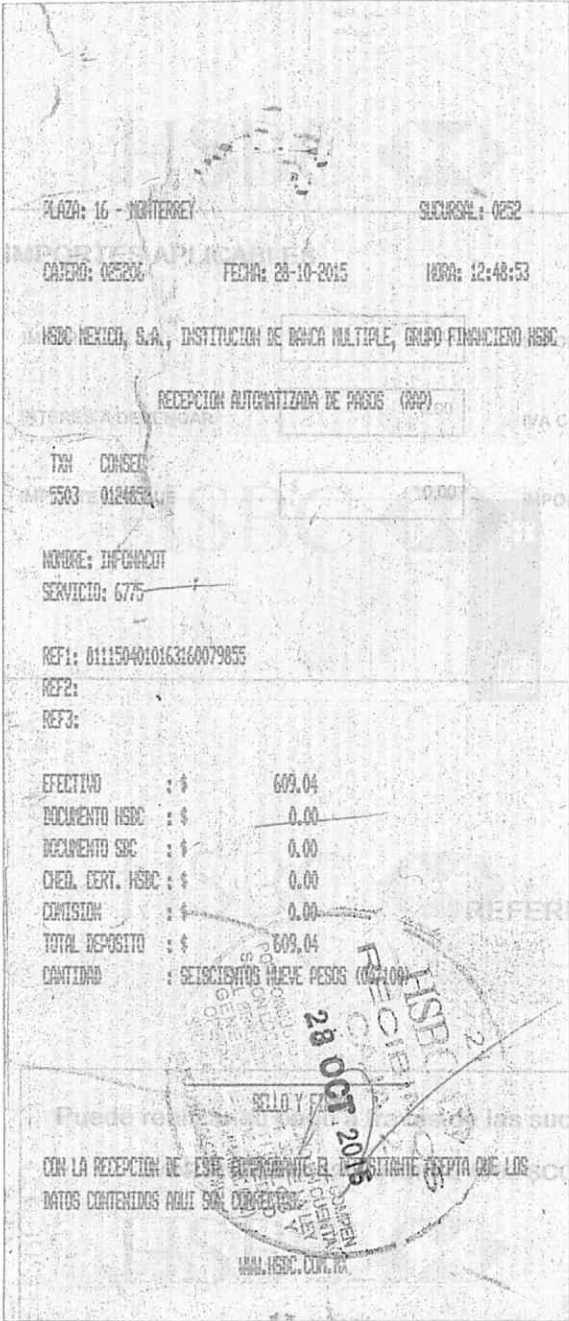 PLAZA: 16 - MONTERREY SUCURSAL: 0252
IMPORTES APLICABLES
CAJERO: 025206 FECHA: 28-10-2015 HORA: 12:48:53
HSBC MEXICO, S.A., INSTITUCION DE BANCA MULTIPLE, GRUPO FINANCIERO HSBC
RECEPCION AUTOMATIZADA DE PAGOS (RAP)
TXN CONSEC
5503
NOMBRE: INFONACOT
SERVICIO: 6775
REF1: 0111504010163160079855
REF2:
REF3:
EFECTIVO : $ 609.04
DOCUMENTO HSBC : $ 0.00
DOCUMENTO SBC : $ 0.00
CHEQ. CERT. HSBC : $ 0.00
COMISION : $ 0.00
TOTAL DEPOSITO : $ 609.04
CANTIDAD : SEISCIENTOS NUEVE PESOS
HSBC
RECIBI
28 OCT 2015
SELLO Y
CON LA RECEPCION DE ESTE COMPROBANTE EL DEPOSITANTE ACEPTA QUE LOS
DATOS CONTENIDOS AQUI SON CORRECTOS.
WWW.HSBC.COM.MX